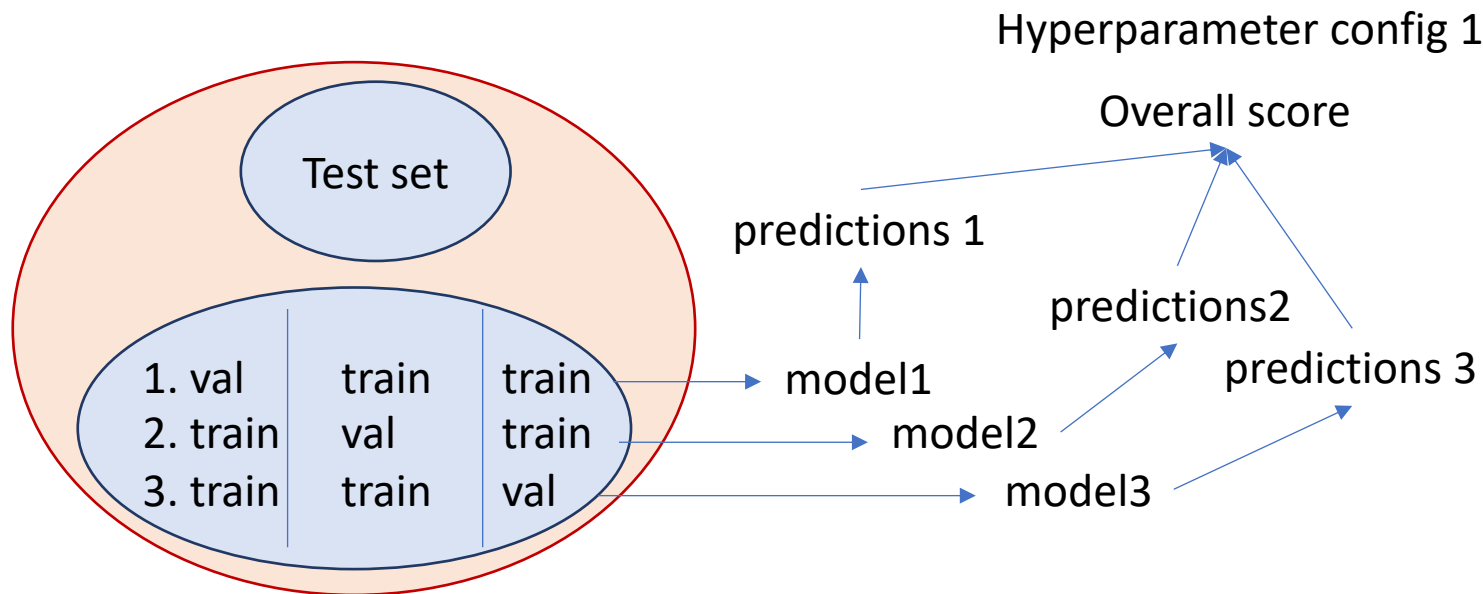 Hyperparameter config 1
Overall score
Test set
predictions 1
predictions2
predictions 3
1. val train train
model1
2. train val train
model2
3. train train val
model3